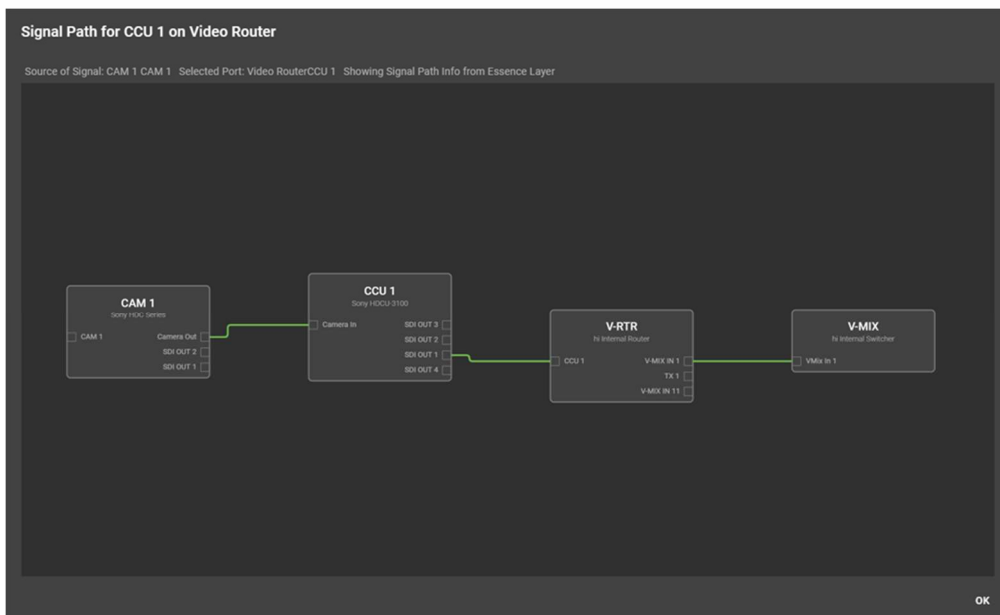 Signal Path for CCU 1 on Video Router
Source of Signal: CAM 1 CAM 1 Selected Port: Video RouterCCU 1 Showing Signal Path Info from Essence Layer
CAM 1
Sony HDC Series
CAM 1
Camera Out
SDI OUT 2
SDI OUT 1
CCU 1
Sony HDCU-3100
Camera In
SDI OUT 3
SDI OUT 2
SDI OUT 1
SDI OUT 4
V-RTR
hi Internal Router
CCU 1
V-MIX IN 1
TX 1
V-MIX IN 11
V-MIX
hi Internal Switcher
VMix In 1
OK